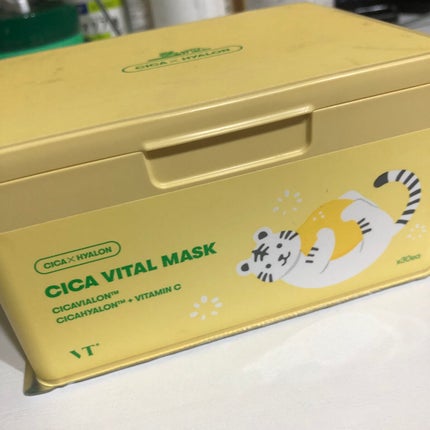 CICA × HYALON
CICA × HYALON
CICA VITAL MASK
CICAVIALON™
CICAHYALON™ + VITAMIN C
x30ea
VT®